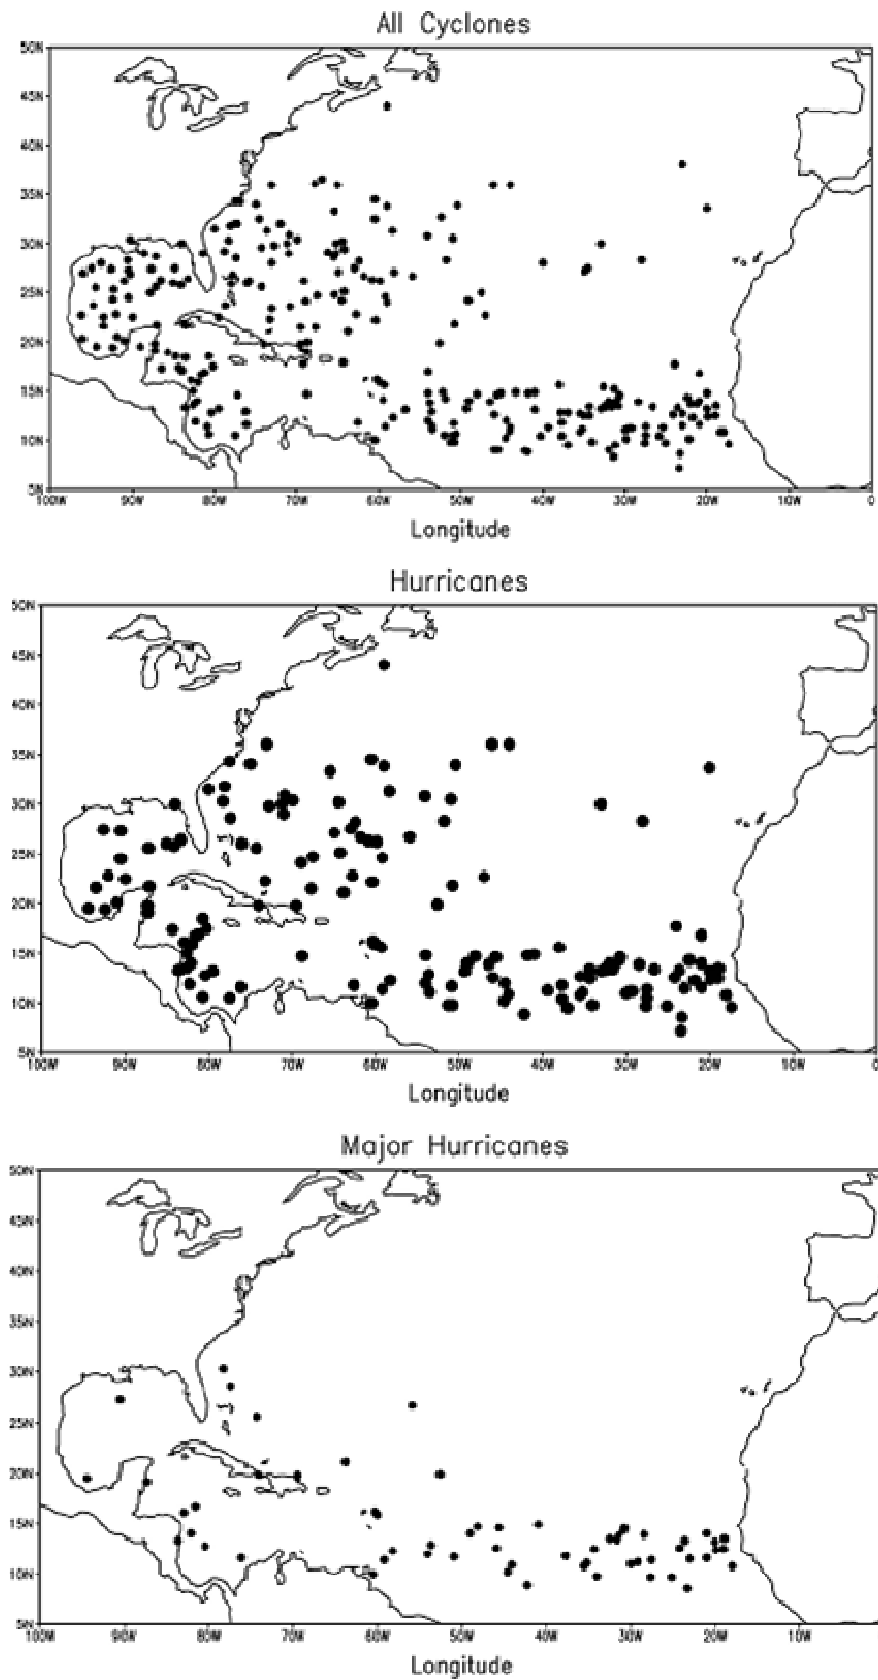 All Cyclones
50N
45N
40N
35N
30N
25N
20N
15N
10N
5N
100W 90W 80W 70W 60W 50W 40W 30W 20W 10W 0
Longitude
Hurricanes
50N
45N
40N
35N
30N
25N
20N
15N
10N
5N
100W 90W 80W 70W 60W 50W 40W 30W 20W 10W 0
Longitude
Major Hurricanes
50N
45N
40N
35N
30N
25N
20N
15N
10N
5N
100W 90W 80W 70W 60W 50W 40W 30W 20W 10W
Longitude